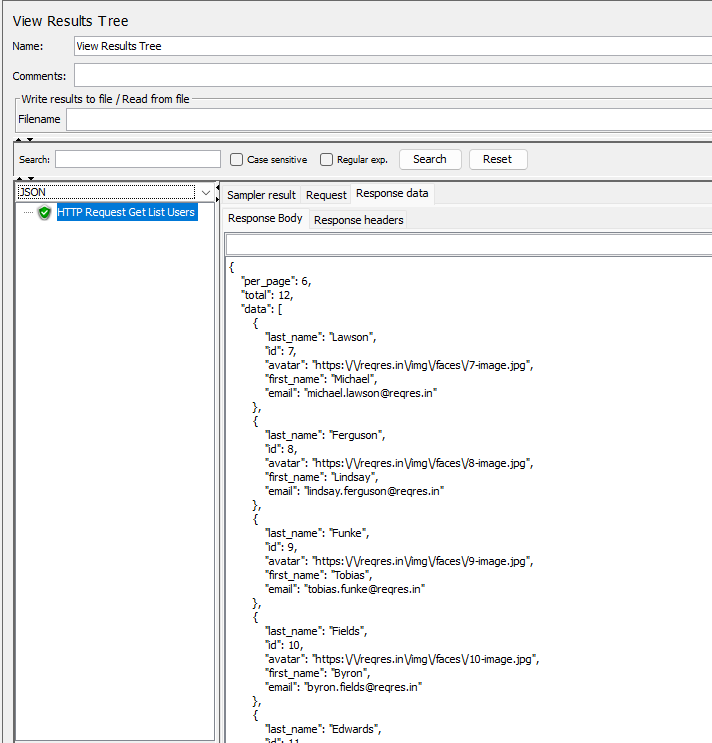 View Results Tree
Name: View Results Tree
Comments:
Write results to file / Read from file
Filename
Search: Case sensitive Regular exp. Search Reset
JSON
HTTP Request Get List Users
Sampler result Request Response data
Response Body Response headers
{
"per_page": 6,
"total": 12,
"data": [
{
"last_name": "Lawson",
"id": 7,
"avatar": "https:\/\/reqres.in\/img\/faces\/7-image.jpg",
"first_name": "Michael",
"email": "michael.lawson@reqres.in"
},
{
"last_name": "Ferguson",
"id": 8,
"avatar": "https:\/\/reqres.in\/img\/faces\/8-image.jpg",
"first_name": "Lindsay",
"email": "lindsay.ferguson@reqres.in"
},
{
"last_name": "Funke",
"id": 9,
"avatar": "https:\/\/reqres.in\/img\/faces\/9-image.jpg",
"first_name": "Tobias",
"email": "tobias.funke@reqres.in"
},
{
"last_name": "Fields",
"id": 10,
"avatar": "https:\/\/reqres.in\/img\/faces\/10-image.jpg",
"first_name": "Byron",
"email": "byron.fields@reqres.in"
},
{
"last_name": "Edwards",
"id": 11